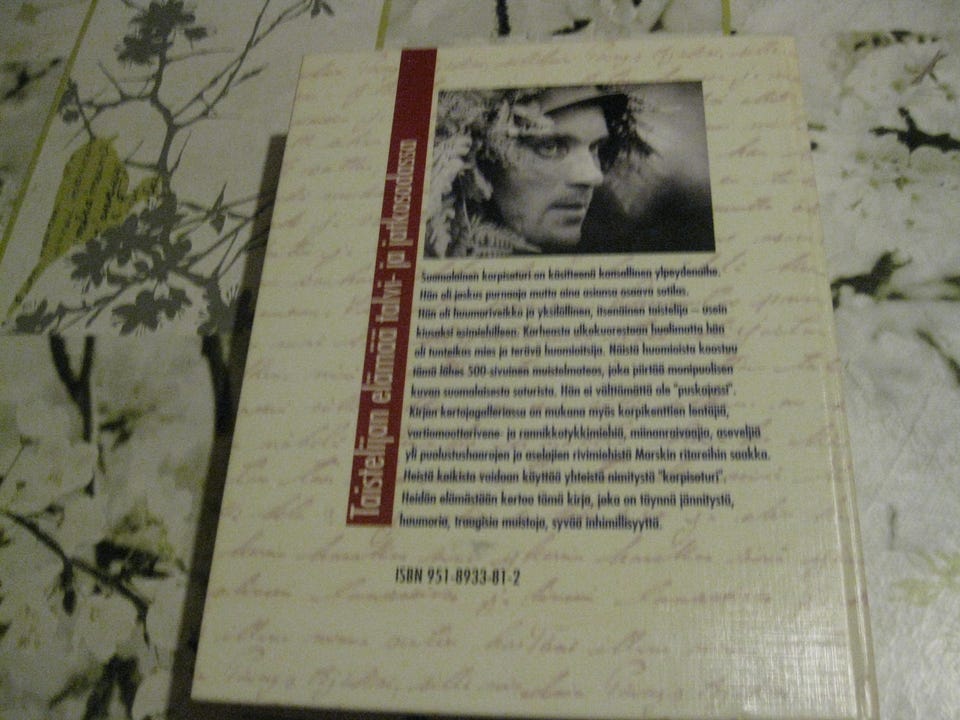 Taistelijan elämää talvi- ja jatkosodassa
Suomalainen korpisoturi on käsitteenä kansallinen ylpeydenaihe.
Hän oli joskus purnaaja mutta aina asiansa osaava sotilas.
Hän oli huumoriveikko ja yksilöllinen, itsenäinen taistelija – usein
kiusaksi esimiehilleen. Karheasta ulkokuorestaan huolimatta hän
oli tunteikas mies ja terävä huomioitsija. Näistä huomioista koostuu
tämä lähes 500-sivuinen muistelmateos, joka piirtää monipuolisen
kuvan suomalaisesta soturista. Hän ei välttämättä ole "puskajussi".
Kirjan kertojagalleriassa on mukana myös korpikenttien lentäjiä,
vartiomoottorivene- ja rannikkotykkimiehiä, miinanraivaajia, aseveljiä
yli puolustushaarojen ja aselajien rivimiehistä Marskin ritareihin saakka.
Heistä kaikista voidaan käyttää yhteistä nimitystä "korpisoturi".
Heidän elämästään kertoo tämä kirja, joka on täynnä jännitystä,
huumoria, traagisia muistoja, syvää inhimillisyyttä.
ISBN 951-8933-81-2